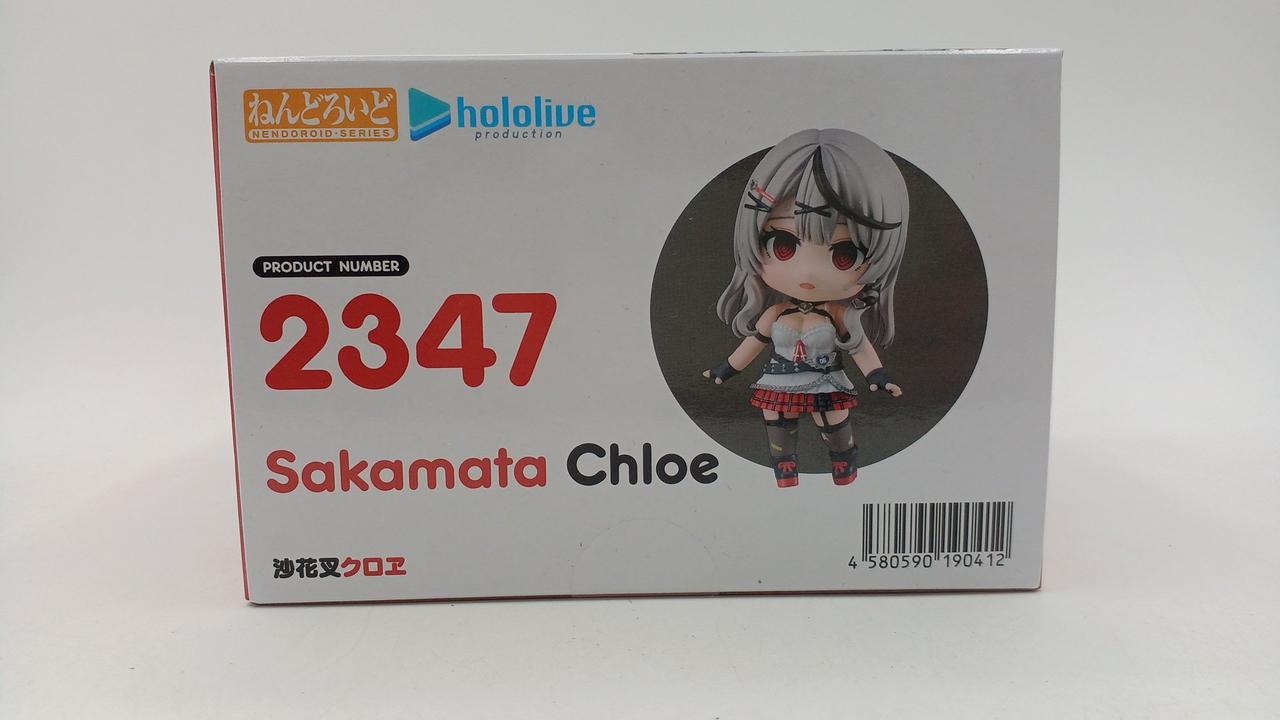 ねんどろいど
NENDOROID·SERIES
hololive
production
PRODUCT NUMBER
2347
Sakamata Chloe
沙花叉クロヱ
4 580590 190412